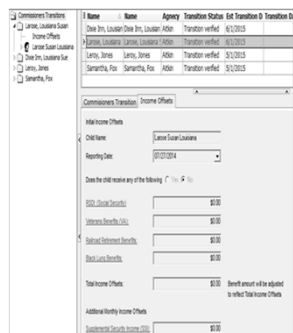 Commissioners Transitions
Larose, Louisiana Susan
Income Offsets
Larose Susan Louisiana
Dixie Inn, Louisiana Sue
Leroy, Jones
Samantha, Fox
Name Name Agency Transition Status Est Transition D Transition Da
Dixie Inn, Louisian Dixie Inn, Louisian Atkin Transition verified 6/1/2015
Larose, Louisiana Larose, Louisiana Atkin Transition verified 6/1/2015
Leroy, Jones Leroy, Jones Atkin Transition verified 5/1/2015
Samantha, Fox Samantha, Fox Atkin Transition verified 5/1/2015
Commissioners Transition Income Offsets
Initial Income Offsets
Child Name: Larose Susan Louisiana
Reporting Date: 07/27/2014
Does the child receive any of the following Yes No
RSDI (Social Security): $0.00
Veterans Benefits (VA): $0.00
Railroad Retirement Benefits: $0.00
Black Lung Benefits: $0.00
Total Income Offsets: $0.00 Benefit amount will be adjusted
to reflect Total Income Offsets
Additional Monthly Income Offsets
Supplemental Security Income (SSI): $0.00